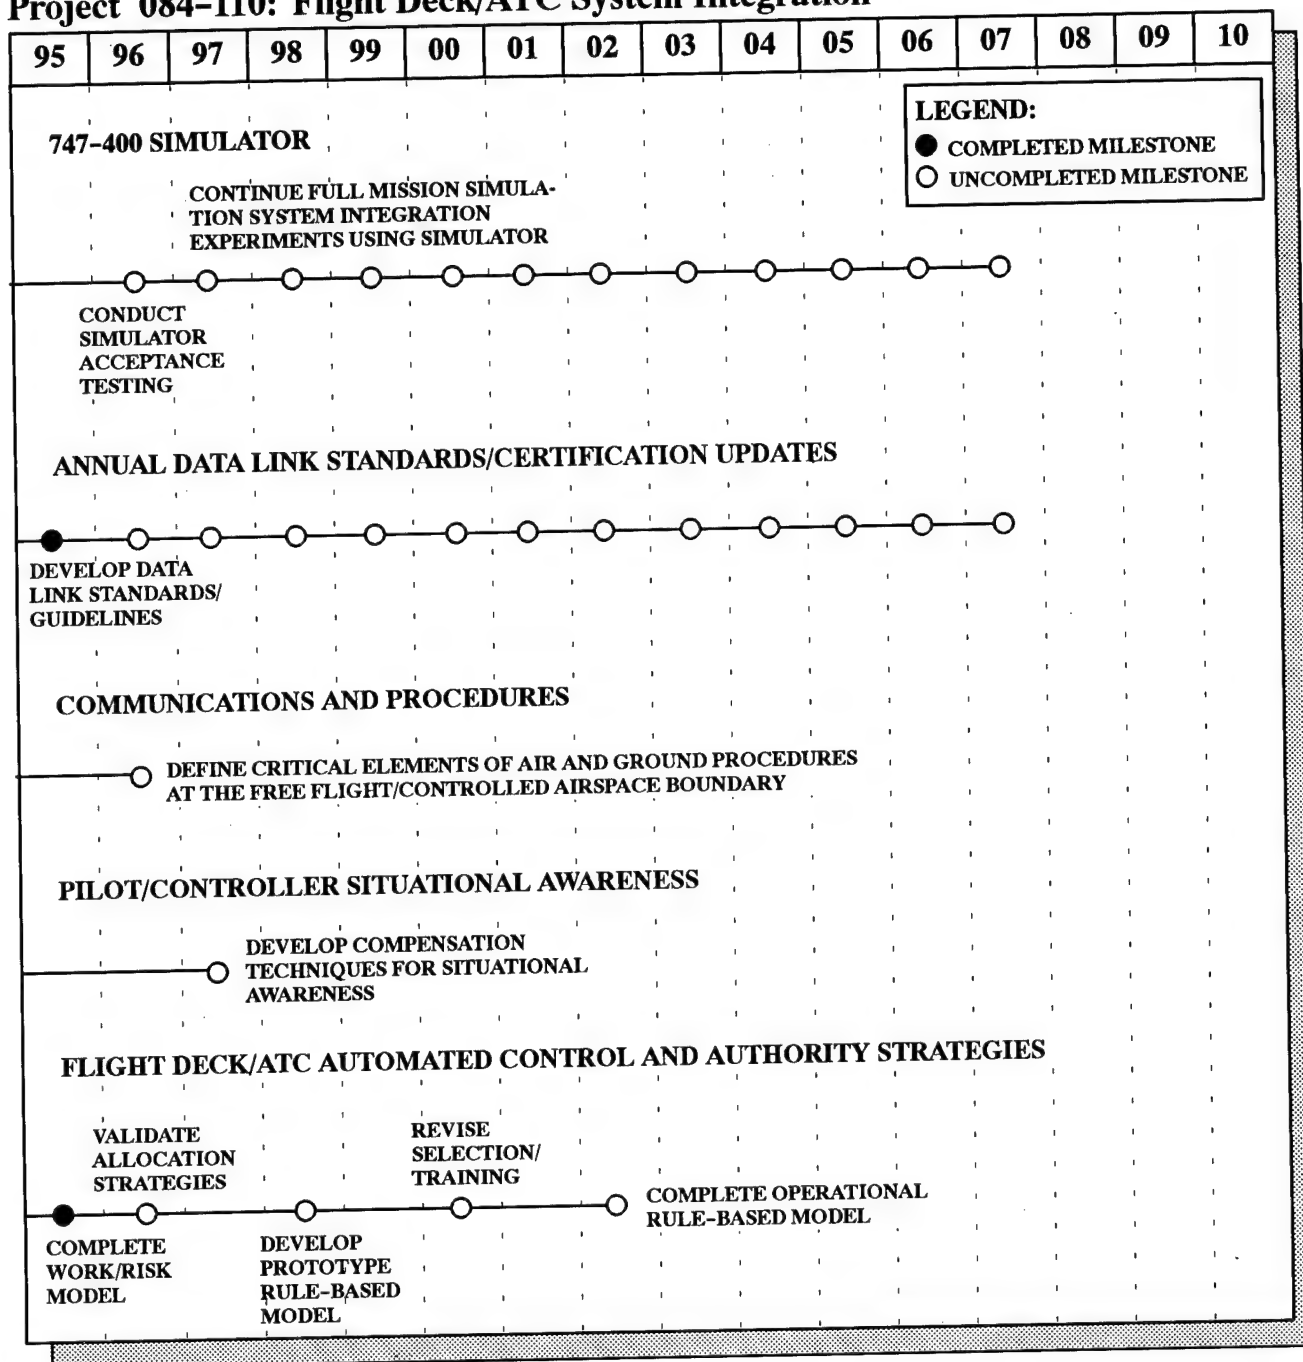 Project 084-110: Flight Deck/ATC System Integration
95 96 97 98 99 00 01 02 03 04 05 06 07 08 09 10
LEGEND:
COMPLETED MILESTONE
UNCOMPLETED MILESTONE
747-400 SIMULATOR
CONTINUE FULL MISSION SIMULA-
TION SYSTEM INTEGRATION
EXPERIMENTS USING SIMULATOR
CONDUCT
SIMULATOR
ACCEPTANCE
TESTING
ANNUAL DATA LINK STANDARDS/CERTIFICATION UPDATES
DEVELOP DATA
LINK STANDARDS/
GUIDELINES
COMMUNICATIONS AND PROCEDURES
DEFINE CRITICAL ELEMENTS OF AIR AND GROUND PROCEDURES
AT THE FREE FLIGHT/CONTROLLED AIRSPACE BOUNDARY
PILOT/CONTROLLER SITUATIONAL AWARENESS
DEVELOP COMPENSATION
TECHNIQUES FOR SITUATIONAL
AWARENESS
FLIGHT DECK/ATC AUTOMATED CONTROL AND AUTHORITY STRATEGIES
VALIDATE
ALLOCATION
STRATEGIES
REVISE
SELECTION/
TRAINING
COMPLETE OPERATIONAL
RULE-BASED MODEL
COMPLETE
WORK/RISK
MODEL
DEVELOP
PROTOTYPE
RULE-BASED
MODEL